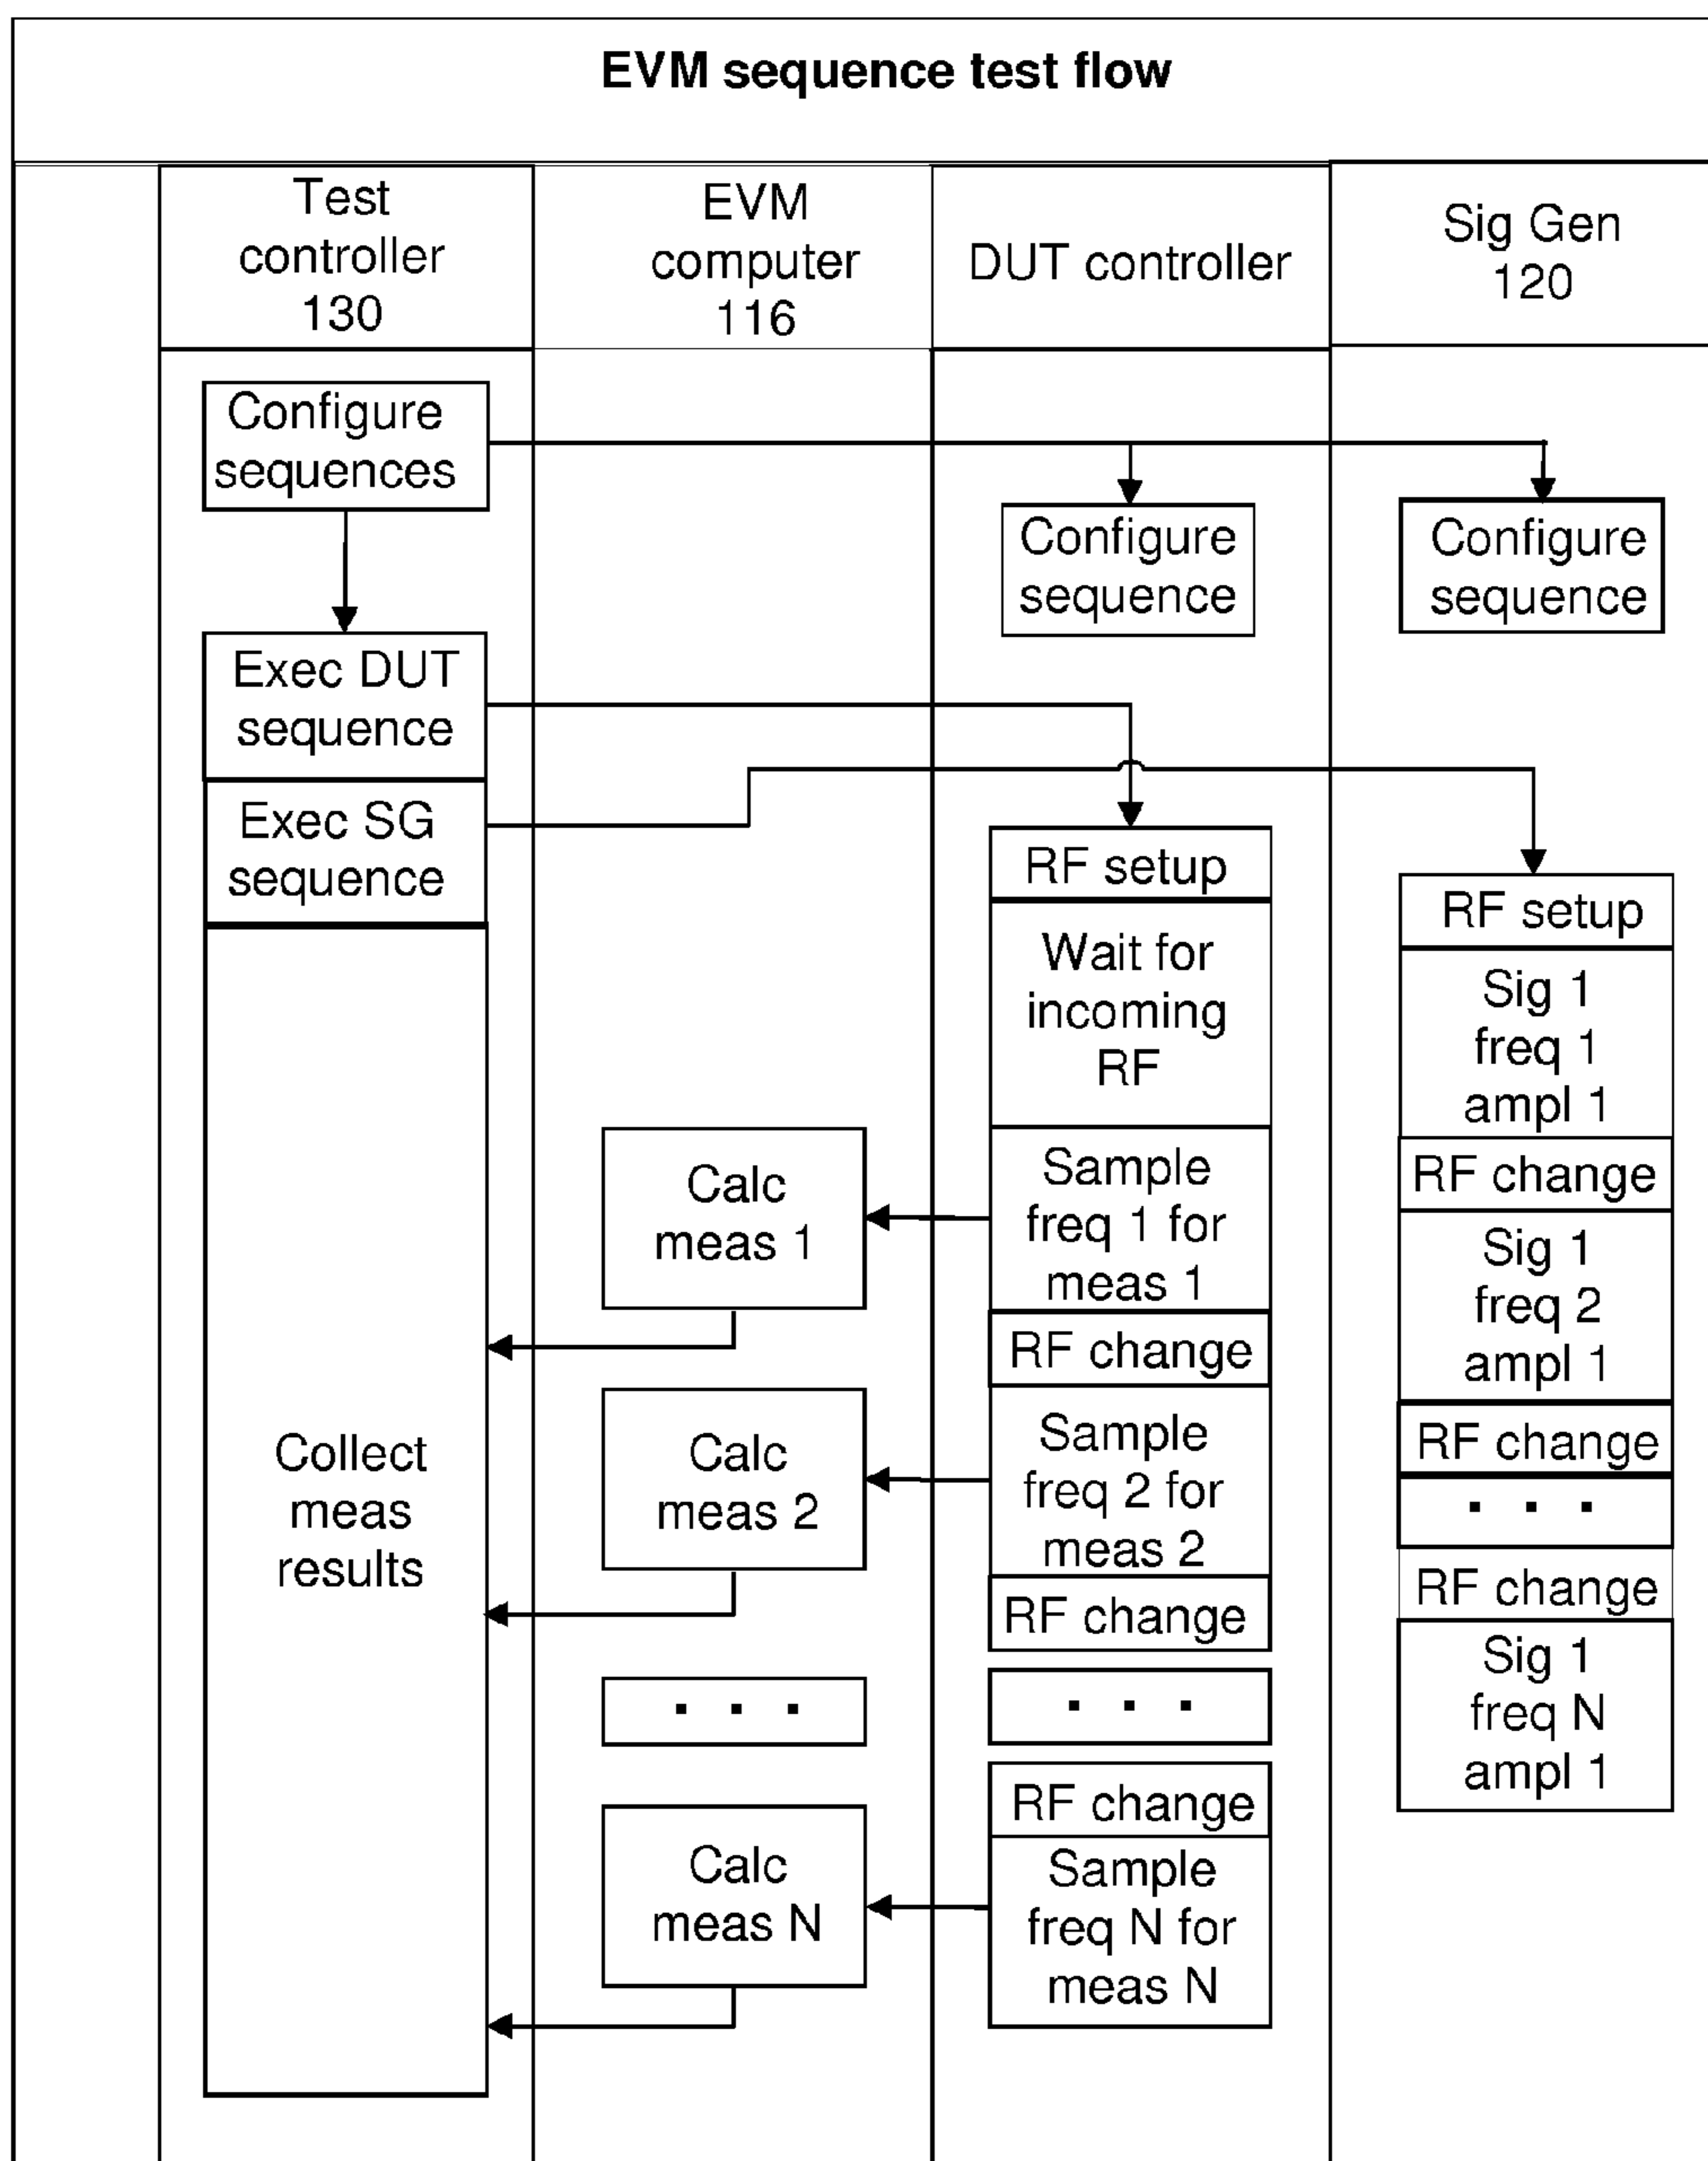 EVM sequence test flow
Test
controller
130
EVM
computer
116
DUT controller
Sig Gen
120
Configure
sequences
Configure
sequence
Configure
sequence
Exec DUT
sequence
Exec SG
sequence
Collect
meas
results
Calc
meas 1
Calc
meas 2
. . .
Calc
meas N
RF setup
Wait for
incoming
RF
Sample
freq 1 for
meas 1
RF change
Sample
freq 2 for
meas 2
RF change
. . .
RF change
Sample
freq N for
meas N
RF setup
Sig 1
freq 1
ampl 1
RF change
Sig 1
freq 2
ampl 1
RF change
. . .
RF change
Sig 1
freq N
ampl 1